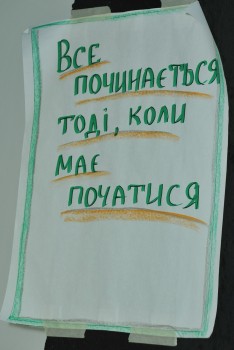 Все
починається
тоді, коли
має
початися